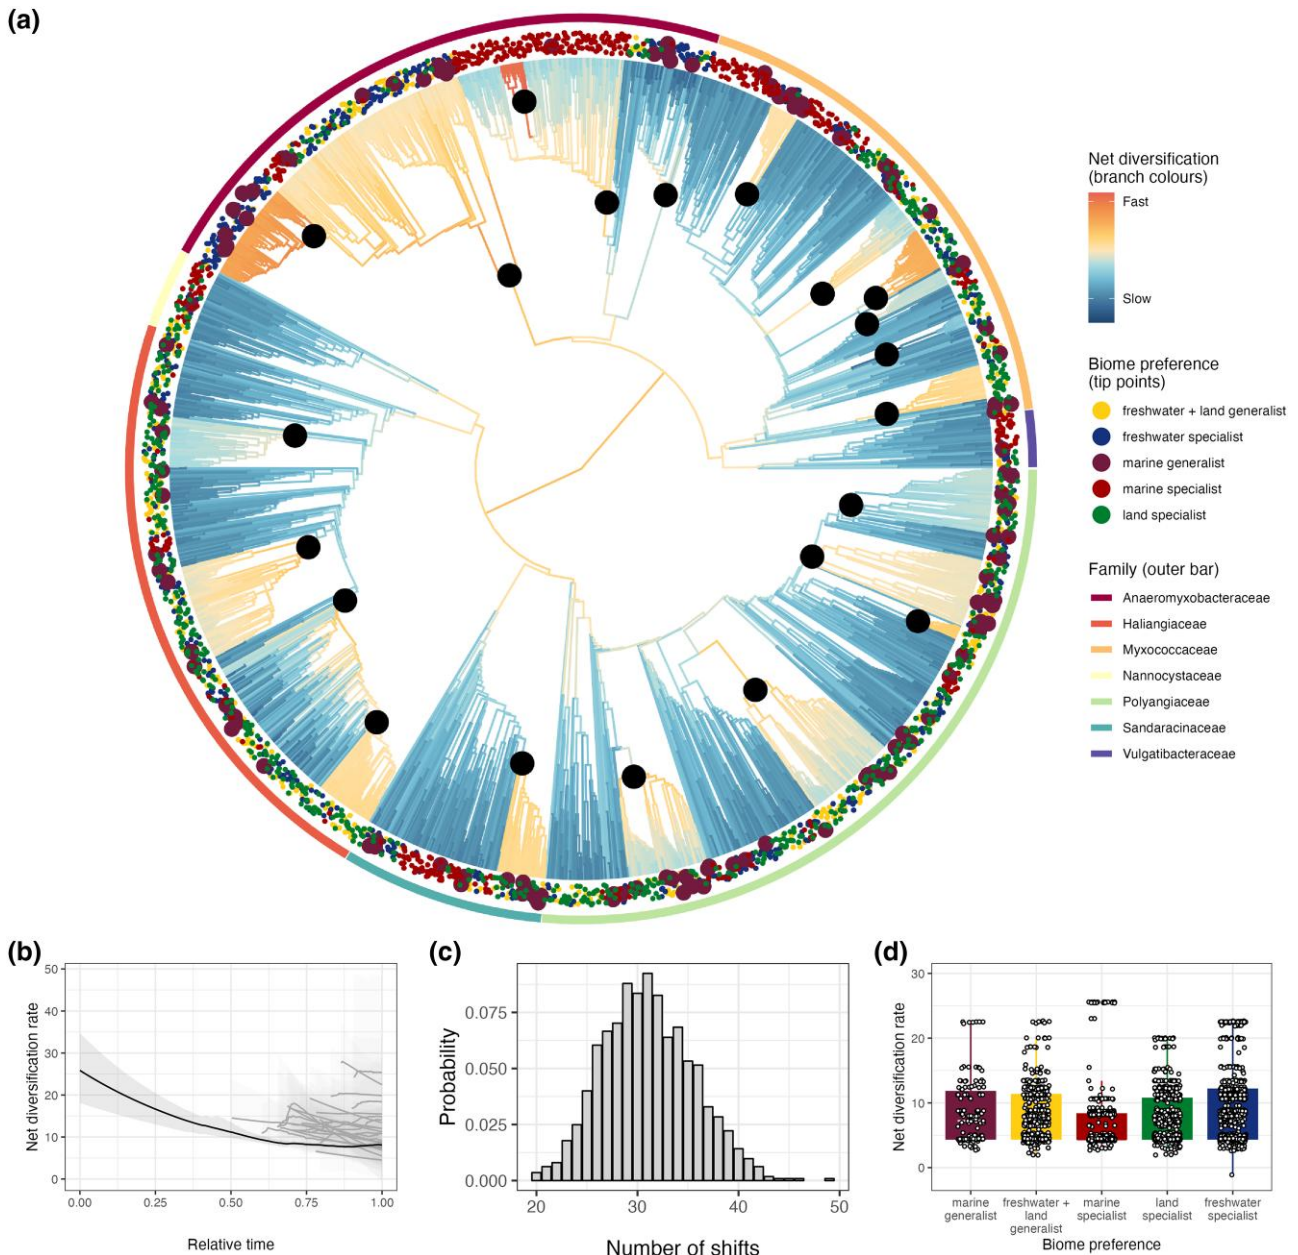 (a)
Net diversification
(branch colours)
Fast
Slow
Biome preference
(tip points)
freshwater + land generalist
freshwater specialist
marine generalist
marine specialist
land specialist
Family (outer bar)
Anaeromyxobacteraceae
Haliangiaceae
Myxococcaceae
Nannocystaceae
Polyangiaceae
Sandaracinaceae
Vulgatibacteraceae
(b)
Net diversification rate
50
40
30
20
10
0
0.00
0.25
0.50
0.75
1.00
Relative time
(c)
Probability
0.075
0.050
0.025
0.000
20
30
40
50
Number of shifts
(d)
Net diversification rate
30
20
10
0
marine
generalist
freshwater +
land
generalist
marine
specialist
land
specialist
freshwater
specialist
Biome preference